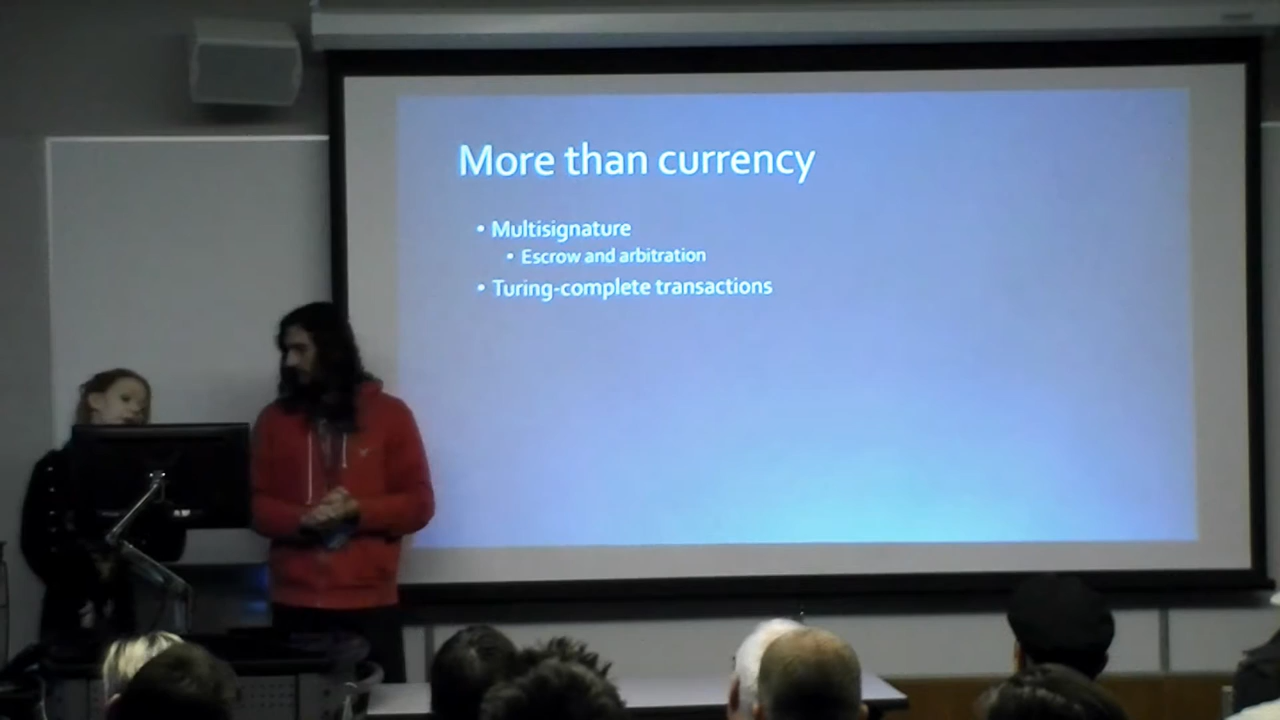 More than currency
• Multisignature
• Escrow and arbitration
• Turing-complete transactions